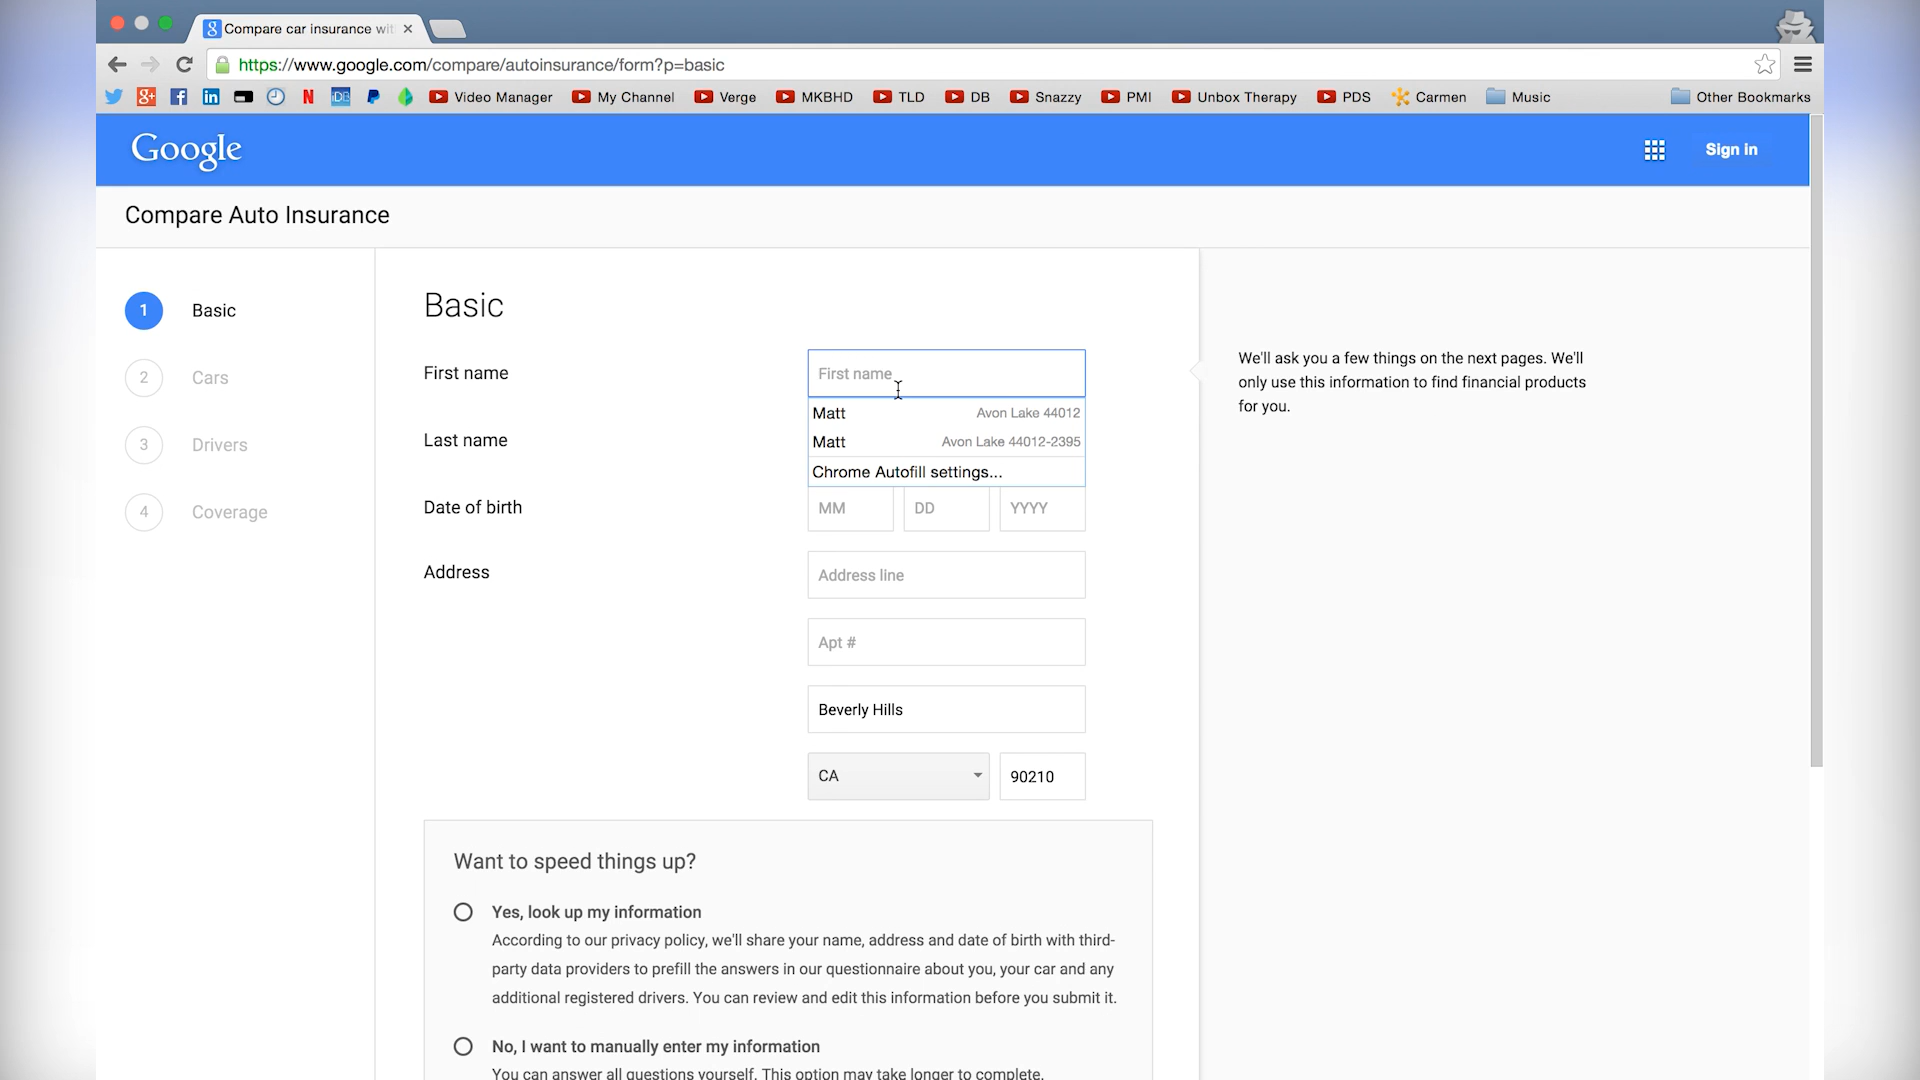 Compare car insurance wit
https://www.google.com/compare/autoinsurance/form?p=basic
Video Manager My Channel Verge MKBHD TLD DB Snazzy PMI Unbox Therapy PDS Carmen Music Other Bookmarks
Google
Sign in
Compare Auto Insurance
1 Basic
2 Cars
3 Drivers
4 Coverage
Basic
First name
First name
Matt Avon Lake 44012
Matt Avon Lake 44012-2395
Chrome Autofill settings...
Last name
Date of birth
MM DD YYYY
Address
Address line
Apt #
Beverly Hills
CA 90210
We'll ask you a few things on the next pages. We'll
only use this information to find financial products
for you.
Want to speed things up?
Yes, look up my information
According to our privacy policy, we'll share your name, address and date of birth with third-
party data providers to prefill the answers in our questionnaire about you, your car and any
additional registered drivers. You can review and edit this information before you submit it.
No, I want to manually enter my information
You can answer all questions yourself. This option may take longer to complete.